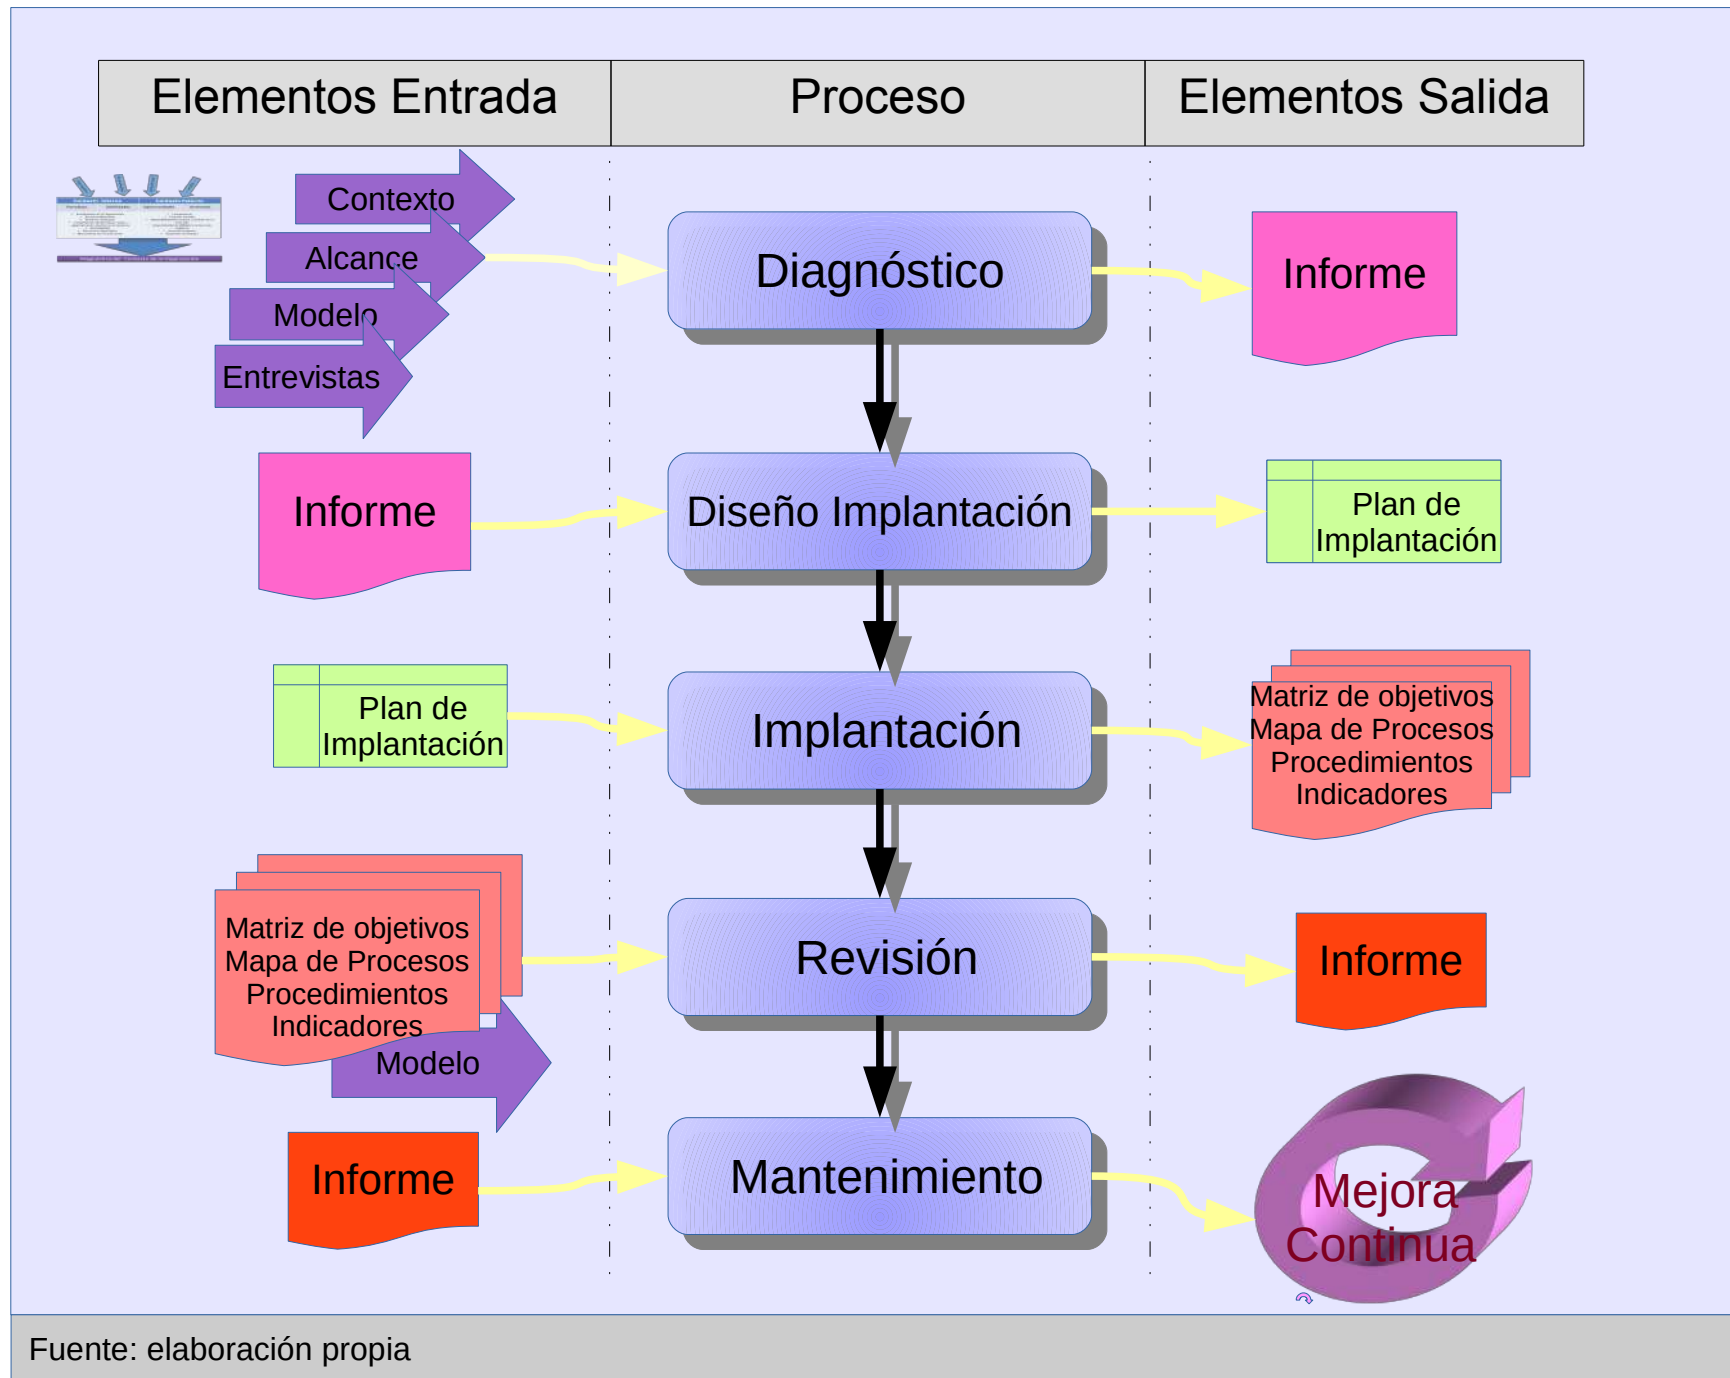 Elementos Entrada
Proceso
Elementos Salida
Contexto
Alcance
Modelo
Entrevistas
Diagnóstico
Informe
Informe
Diseño Implantación
Plan de
Implantación
Plan de
Implantación
Implantación
Matriz de objetivos
Mapa de Procesos
Procedimientos
Indicadores
Matriz de objetivos
Mapa de Procesos
Procedimientos
Indicadores
Modelo
Revisión
Informe
Informe
Mantenimiento
Mejora
Continua
Fuente: elaboración propia